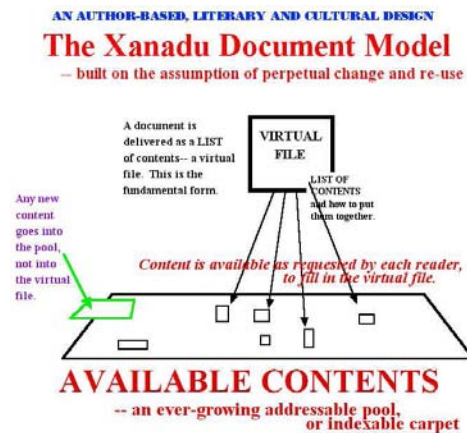 AN AUTHOR-BASED, LITERARY AND CULTURAL DESIGN
The Xanadu Document Model
-- built on the assumption of perpetual change and re-use
A document is
delivered as a LIST
of contents-- a virtual
file. This is the
fundamental form.
VIRTUAL
FILE
LIST OF
CONTENTS
and how to put
them together.
Any new
content
goes into
the pool,
not into
the virtual
file.
Content is available as requested by each reader,
to fill in the virtual file.
AVAILABLE CONTENTS
-- an ever-growing addressable pool,
or indexable carpet